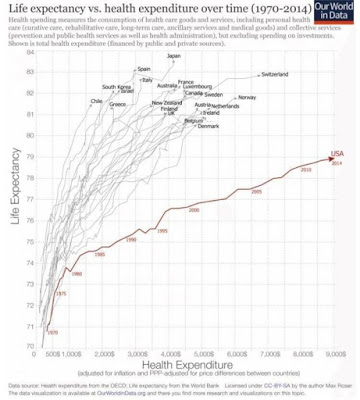 Life expectancy vs. health expenditure over time (1970-2014)
Our World
in Data
Health spending measures the consumption of health care goods and services, including personal health
care (curative care, rehabilitative care, long-term care, ancillary services and medical goods) and collective services
(prevention and public health services as well as health administration), but excluding spending on investments.
Shown is total health expenditure (financed by public and private sources).
84
83
82
81
80
79
78
77
76
75
74
73
72
71
70
Life Expectancy
Japan
Spain
Switzerland
Italy
France
South Korea
Australia
Luxembourg
Israel
Canada
Sweden
Norway
Chile
Greece
New Zealand
Austria
Netherlands
Finland
UK
Ireland
Belgium
Denmark
USA
2014
2010
2005
2000
1995
1990
1985
1980
1975
1970
0
500$
1,000$
2,000$
3,000$
4,000$
5,000$
6,000$
7,000$
8,000$
9,000$
Health Expenditure
(adjusted for inflation and PPP-adjusted for price differences between countries)
Data source: Health expenditure from the OECD; Life expectancy from the World Bank Licensed under CC-BY-SA by the author Max Roser.
The data visualization is available at OurWorldinData.org and there you find more research and visualizations on this topic.